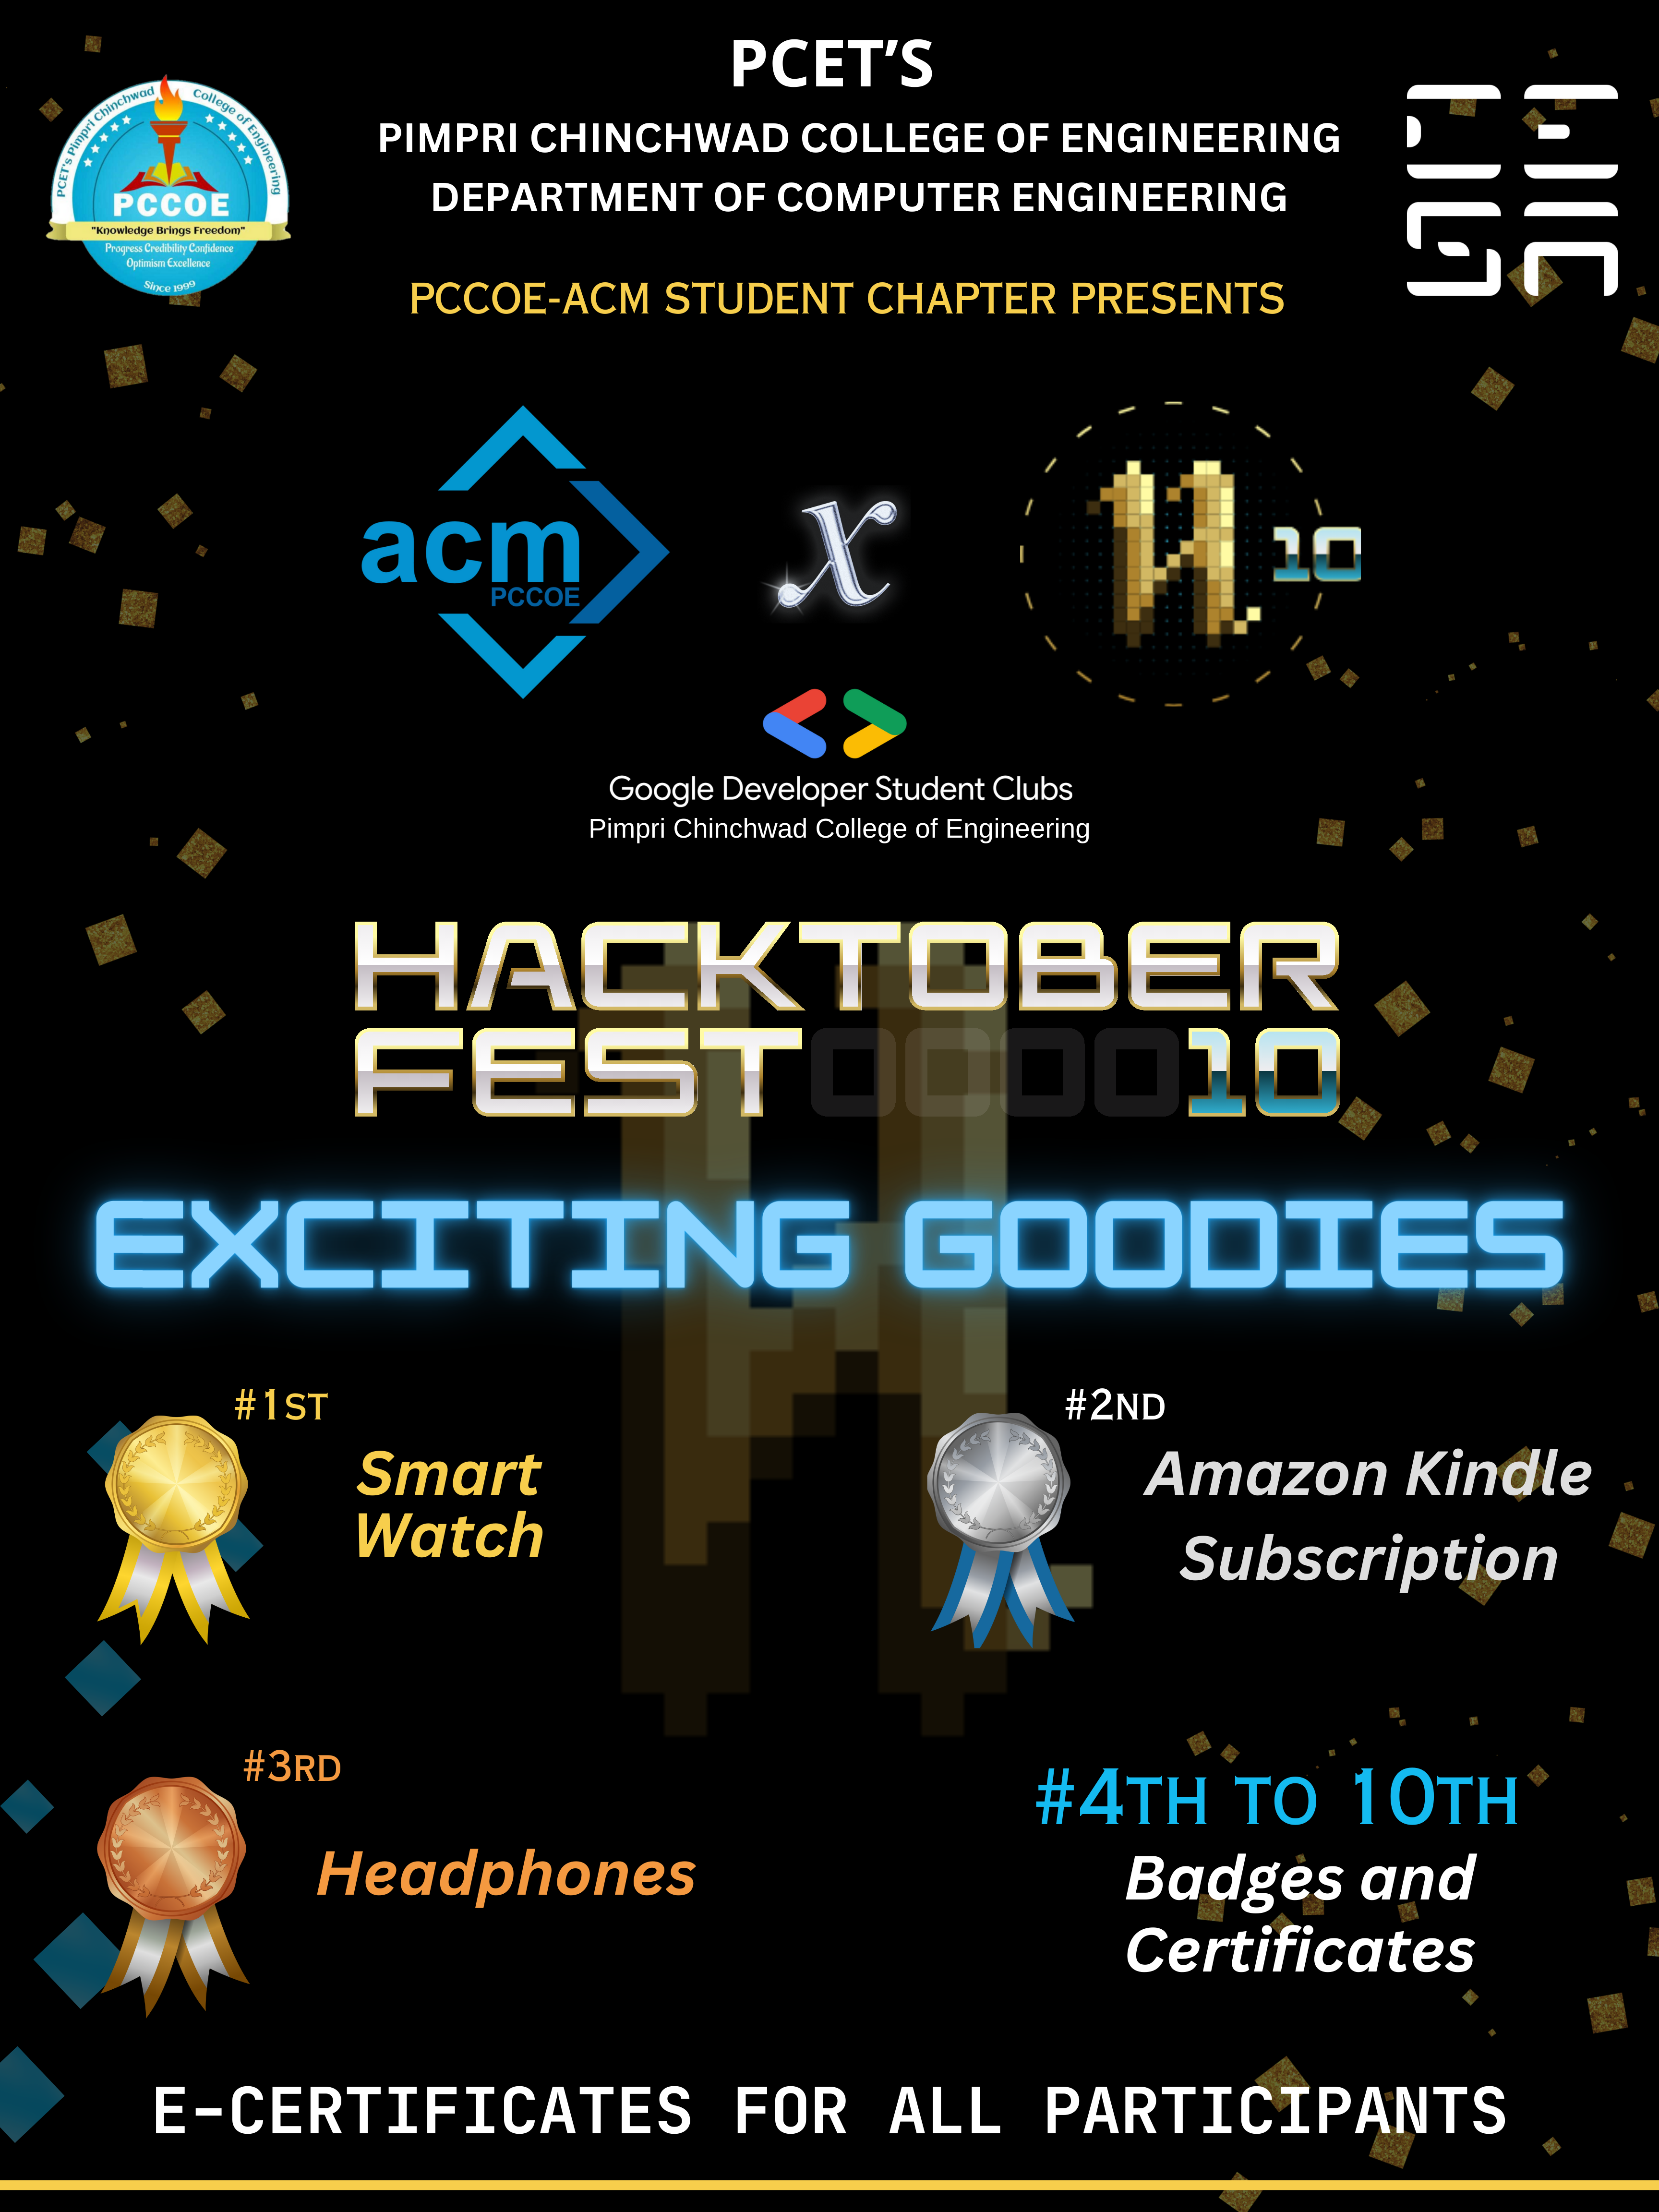 PCET'S
PIMPRI CHINCHWAD COLLEGE OF ENGINEERING
DEPARTMENT OF COMPUTER ENGINEERING
PCET's Pimpri Chinchwad College of Engineering
PCCOE
"Knowledge Brings Freedom"
Progress Credibility Confidence
Optimism Excellence
Since 1999
PCCOE-ACM STUDENT CHAPTER PRESENTS
acm
PCCOE
x
H
10
Google Developer Student Clubs
Pimpri Chinchwad College of Engineering
HACKTOBER
FEST000010
EXCITING GOODIES
#1ST
Smart
Watch
#2ND
Amazon Kindle
Subscription
#3RD
Headphones
#4TH TO 10TH
Badges and
Certificates
E-CERTIFICATES FOR ALL PARTICIPANTS